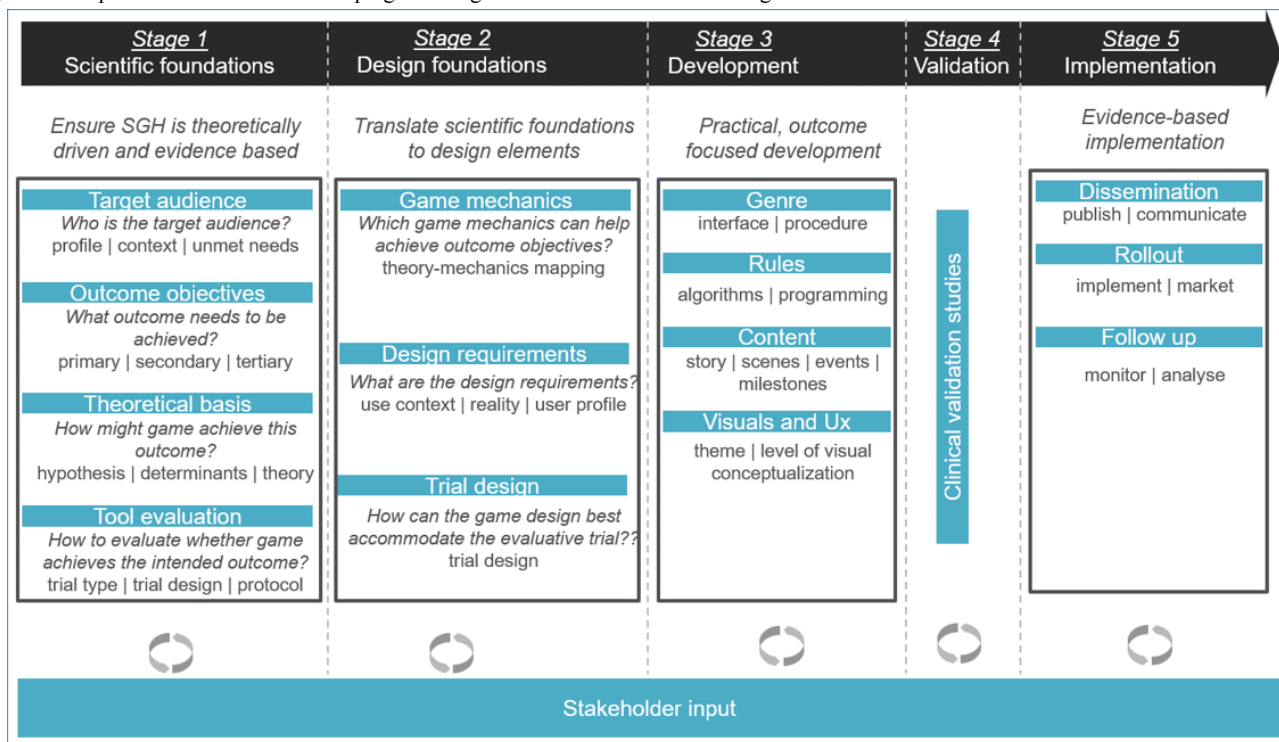 Stage 1
Scientific foundations
Stage 2
Design foundations
Stage 3
Development
Stage 4
Validation
Stage 5
Implementation
Ensure SGH is theoretically
driven and evidence based
Target audience
Who is the target audience?
profile | context | unmet needs
Outcome objectives
What outcome needs to be
achieved?
primary | secondary | tertiary
Theoretical basis
How might game achieve this
outcome?
hypothesis | determinants | theory
Tool evaluation
How to evaluate whether game
achieves the intended outcome?
trial type | trial design | protocol
Translate scientific foundations
to design elements
Game mechanics
Which game mechanics can help
achieve outcome objectives?
theory-mechanics mapping
Design requirements
What are the design requirements?
use context | reality | user profile
Trial design
How can the game design best
accommodate the evaluative trial??
trial design
Practical, outcome
focused development
Genre
interface | procedure
Rules
algorithms | programming
Content
story | scenes | events |
milestones
Visuals and Ux
theme | level of visual
conceptualization
Clinical validation studies
Evidence-based
implementation
Dissemination
publish | communicate
Rollout
implement | market
Follow up
monitor | analyse
Stakeholder input